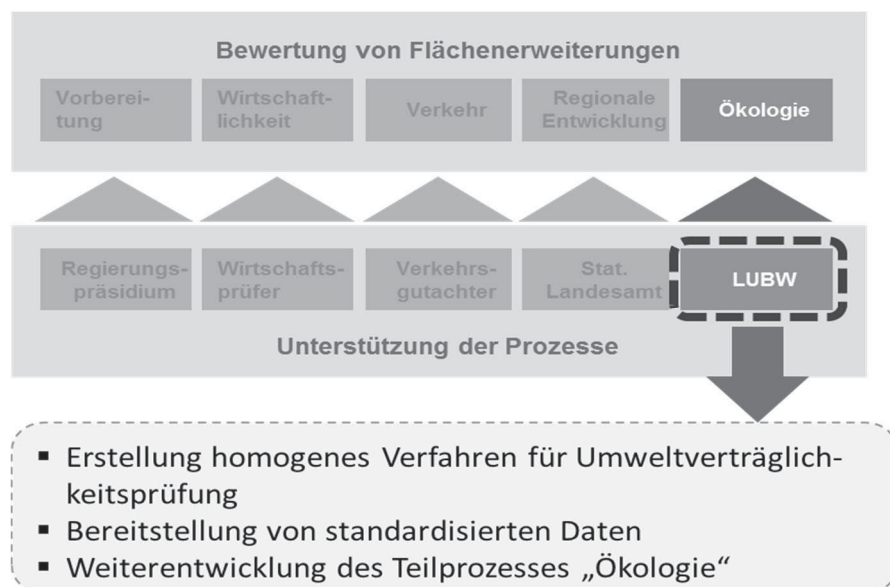 Bewertung von Flächenerweiterungen
Vorberei-
tung
Wirtschaft-
lichkeit
Verkehr
Regionale
Entwicklung
Ökologie
Regierungs-
präsidium
Wirtschafts-
prüfer
Verkehrs-
gutachter
Stat.
Landesamt
LUBW
Unterstützung der Prozesse
▪ Erstellung homogenes Verfahren für Umweltverträglich-
keitsprüfung
▪ Bereitstellung von standardisierten Daten
▪ Weiterentwicklung des Teilprozesses „Ökologie“